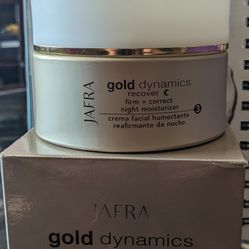 JAFRA
gold dynamics
recover
firm + correct
night moisturizer
3
crema facial humectante
reafirmante de noche
JAFRA
gold dynamics